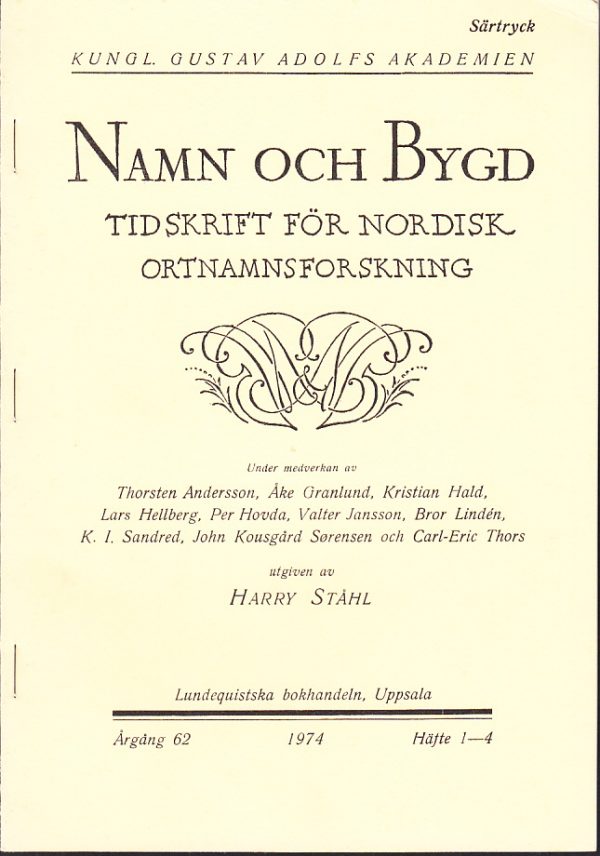 Särtryck
KUNGL. GUSTAV ADOLFS AKADEMIEN
NAMN OCH BYGD
TIDSKRIFT FÖR NORDISK
ORTNAMNSFORSKNING
Under medverkan av
Thorsten Andersson, Åke Granlund, Kristian Hald,
Lars Hellberg, Per Hovda, Valter Jansson, Bror Lindén,
K. I. Sandred, John Kousgård Sørensen och Carl-Eric Thors
utgiven av
HARRY STÅHL
Lundequistska bokhandeln, Uppsala
Årgång 62 1974 Häfte 1—4